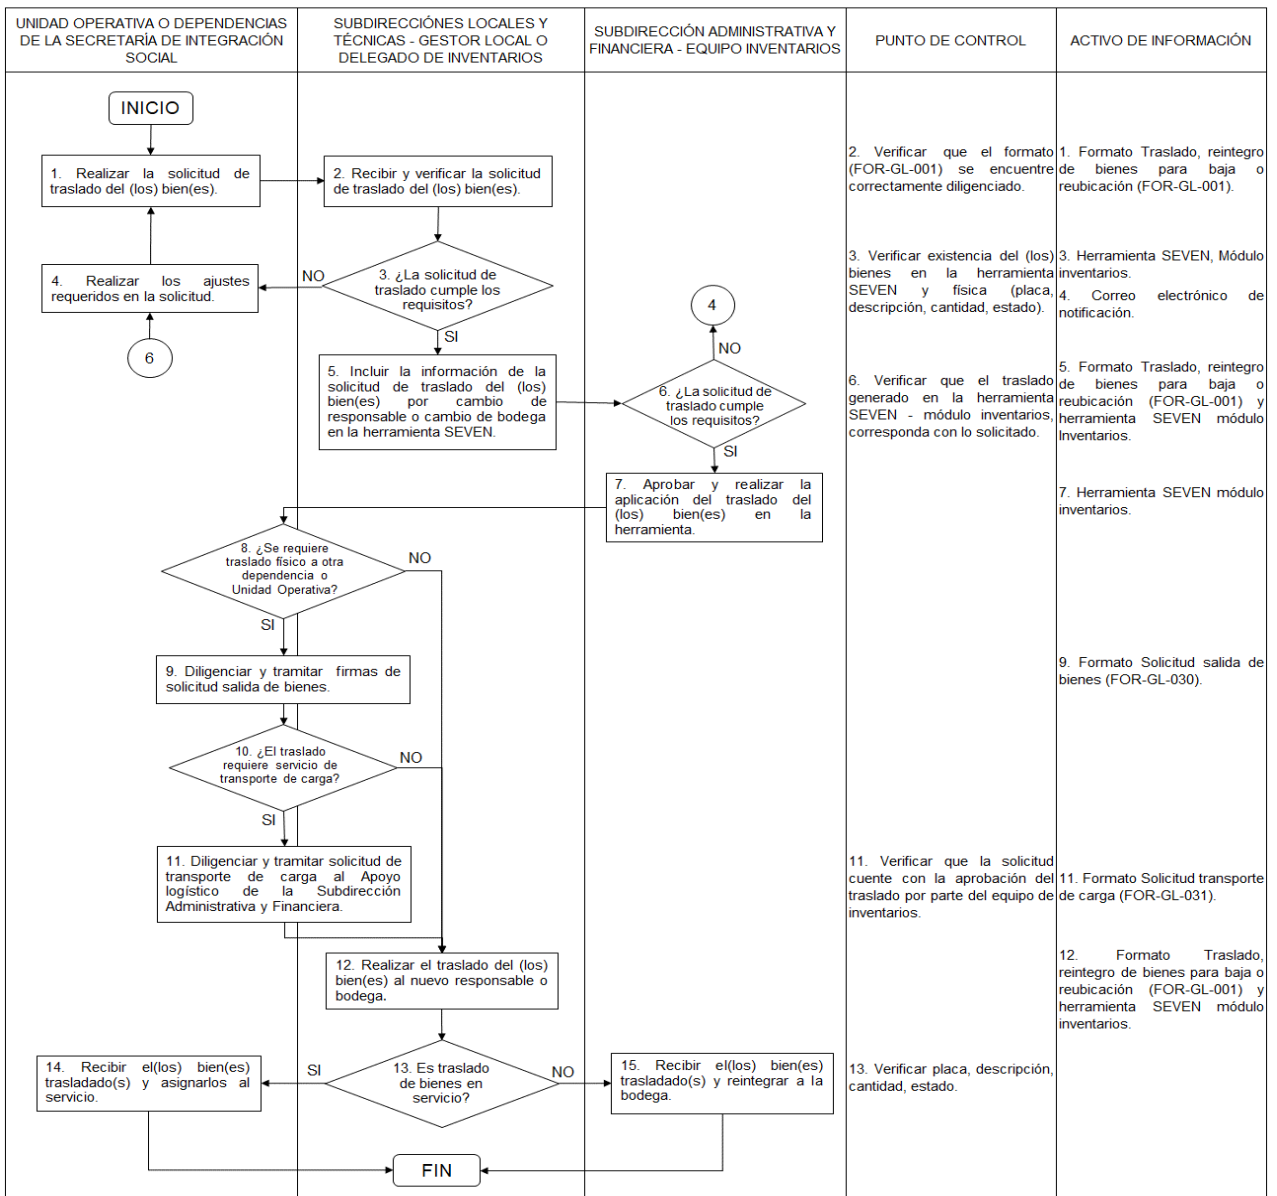 UNIDAD OPERATIVA O DEPENDENCIAS
DE LA SECRETARÍA DE INTEGRACIÓN
SOCIAL
SUBDIRECCIÓNES LOCALES Y
TÉCNICAS - GESTOR LOCAL O
DELEGADO DE INVENTARIOS
SUBDIRECCIÓN ADMINISTRATIVA Y
FINANCIERA - EQUIPO INVENTARIOS
PUNTO DE CONTROL
ACTIVO DE INFORMACIÓN
INICIO
1. Realizar la solicitud de
traslado del (los) bien(es).
2. Recibir y verificar la solicitud
de traslado del (los) bien(es).
2. Verificar que el formato
(FOR-GL-001) se encuentre
correctamente diligenciado.
1. Formato Traslado, reintegro
de bienes para baja o
reubicación (FOR-GL-001).
4. Realizar los ajustes
requeridos en la solicitud.
NO
3. ¿La solicitud de
traslado cumple los
requisitos?
SI
3. Verificar existencia del (los)
bienes en la herramienta
SEVEN y física (placa,
descripción, cantidad, estado).
3. Herramienta SEVEN, Módulo
inventarios.
4. Correo electrónico de
notificación.
6
4
NO
5. Incluir la información de la
solicitud de traslado del (los)
bien(es) por cambio de
responsable o cambio de bodega
en la herramienta SEVEN.
6. ¿La solicitud de
traslado cumple
los requisitos?
SI
6. Verificar que el traslado
generado en la herramienta
SEVEN - módulo inventarios,
corresponda con lo solicitado.
5. Formato Traslado, reintegro
de bienes para baja o
reubicación (FOR-GL-001) y
herramienta SEVEN módulo
Inventarios.
7. Aprobar y realizar la
aplicación del traslado del
(los) bien(es) en la
herramienta.
7. Herramienta SEVEN módulo
inventarios.
8. ¿Se requiere
traslado físico a otra
dependencia o
Unidad Operativa?
NO
SI
9. Diligenciar y tramitar firmas de
solicitud salida de bienes.
9. Formato Solicitud salida de
bienes (FOR-GL-030).
10. ¿El traslado
requiere servicio de
transporte de carga?
NO
SI
11. Diligenciar y tramitar solicitud de
transporte de carga al Apoyo
logístico de la Subdirección
Administrativa y Financiera.
11. Verificar que la solicitud
cuente con la aprobación del
traslado por parte del equipo de
inventarios.
11. Formato Solicitud transporte
de carga (FOR-GL-031).
12. Realizar el traslado del (los)
bien(es) al nuevo responsable o
bodega.
12. Formato Traslado,
reintegro de bienes para baja o
reubicación (FOR-GL-001) y
herramienta SEVEN módulo
inventarios.
14. Recibir el(los) bien(es)
trasladado(s) y asignarlos al
servicio.
SI
13. Es traslado
de bienes en
servicio?
NO
15. Recibir el(los) bien(es)
trasladado(s) y reintegrar a la
bodega.
13. Verificar placa, descripción,
cantidad, estado.
FIN